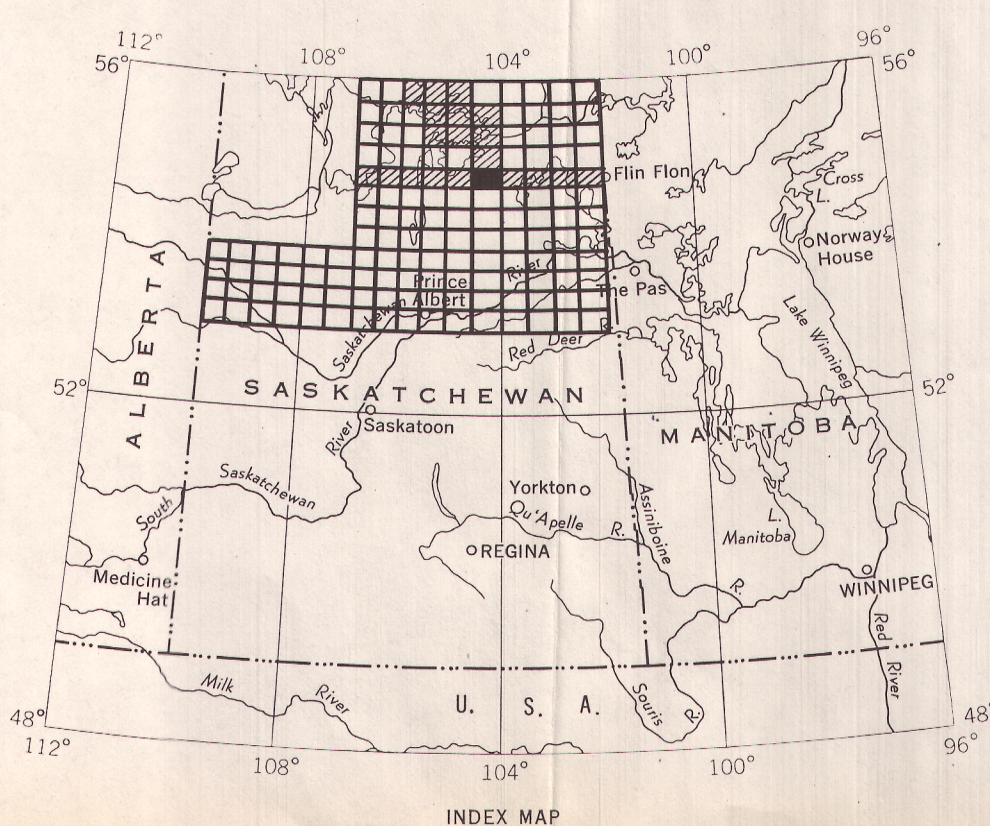 112°
108°
104°
100°
96°
56°
56°
Flin Flon
Cross
L.
Norway
House
Prince
Albert
River
The Pas
Saskatchewan
Red Deer
Lake Winnipeg
ALBERTA
52°
SASKATCHEWAN
52°
MANITOBA
Saskatoon
River
Saskatchewan
South
Yorkton
Qu'Apelle
R.
Assiniboine
L.
Manitoba
REGINA
Medicine
Hat
R.
WINNIPEG
Red
River
Milk
River
U. S. A.
Souris
R.
48°
48°
112°
108°
104°
100°
96°
INDEX MAP